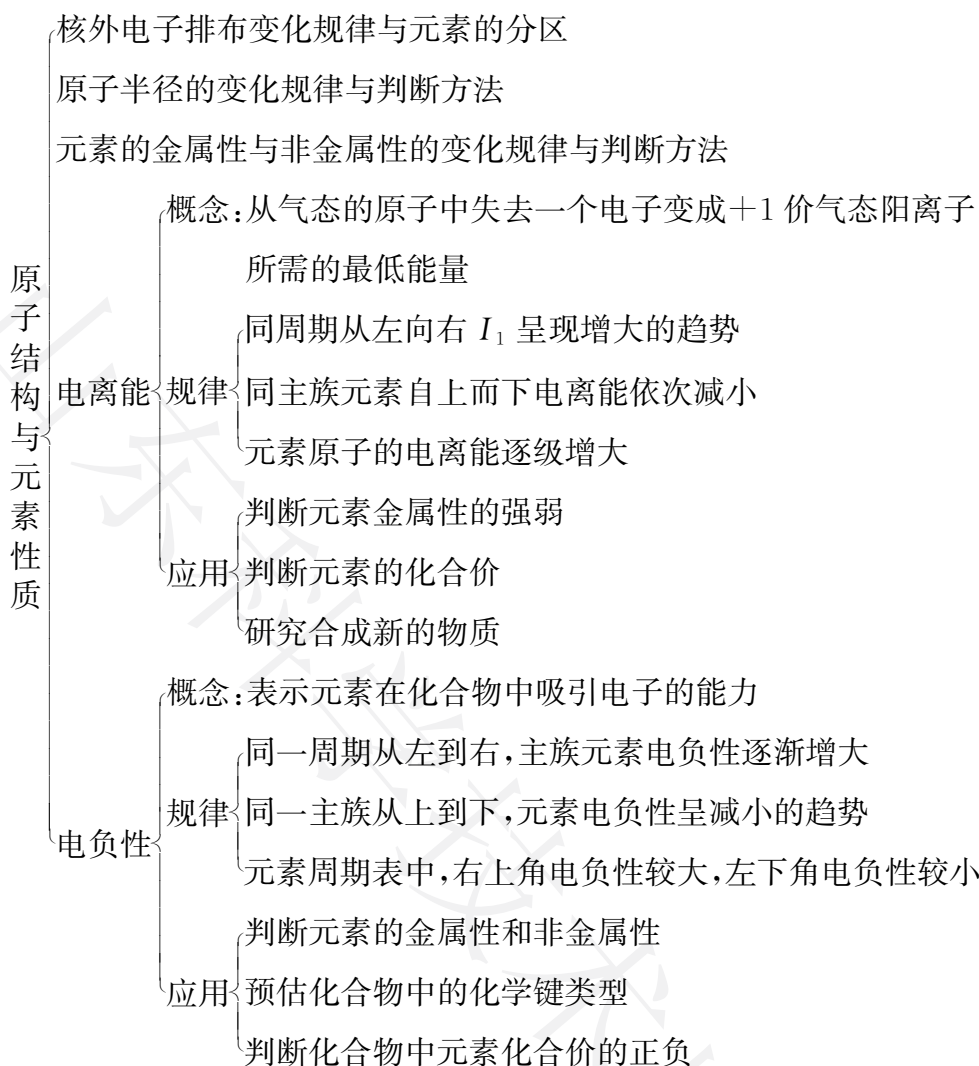 核外电子排布变化规律与元素的分区
原子半径的变化规律与判断方法
元素的金属性与非金属性的变化规律与判断方法
概念:从气态的原子中失去一个电子变成+1 价气态阳离子
所需的最低能量
同周期从左向右 I₁ 呈现增大的趋势
同主族元素自上而下电离能依次减小
元素原子的电离能逐级增大
规律
判断元素金属性的强弱
判断元素的化合价
研究合成新的物质
应用
电离能
概念:表示元素在化合物中吸引电子的能力
同一周期从左到右,主族元素电负性逐渐增大
同一主族从上到下,元素电负性呈减小的趋势
元素周期表中,右上角电负性较大,左下角电负性较小
规律
判断元素的金属性和非金属性
预估化合物中的化学键类型
判断化合物中元素化合价的正负
应用
电负性
原子结构与元素性质
山东科学技术